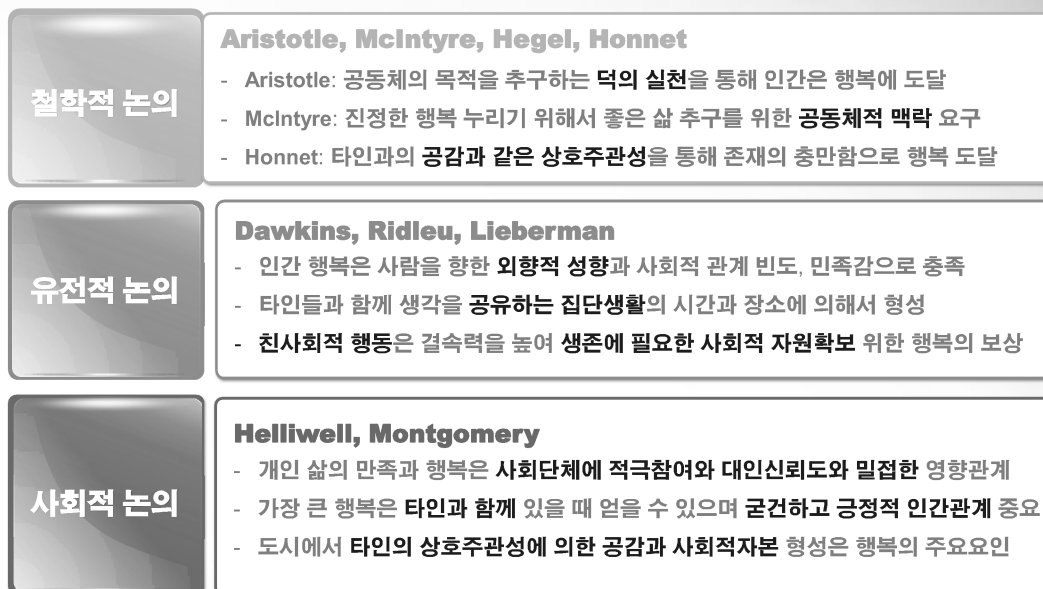 철학적 논의
Aristotle, McIntyre, Hegel, Honnet
- Aristotle: 공동체의 목적을 추구하는 덕의 실천을 통해 인간은 행복에 도달
- McIntyre: 진정한 행복 누리기 위해서 좋은 삶 추구를 위한 공동체적 맥락 요구
- Honnet: 타인과의 공감과 같은 상호주관성을 통해 존재의 충만함으로 행복 도달
유전적 논의
Dawkins, Ridleu, Lieberman
- 인간 행복은 사람을 향한 외향적 성향과 사회적 관계 빈도, 민족감으로 충족
- 타인들과 함께 생각을 공유하는 집단생활의 시간과 장소에 의해서 형성
- 친사회적 행동은 결속력을 높여 생존에 필요한 사회적 자원확보 위한 행복의 보상
사회적 논의
Helliwell, Montgomery
- 개인 삶의 만족과 행복은 사회단체에 적극참여와 대인신뢰도와 밀접한 영향관계
- 가장 큰 행복은 타인과 함께 있을 때 얻을 수 있으며 굳건하고 긍정적 인간관계 중요
- 도시에서 타인의 상호주관성에 의한 공감과 사회적자본 형성은 행복의 주요요인